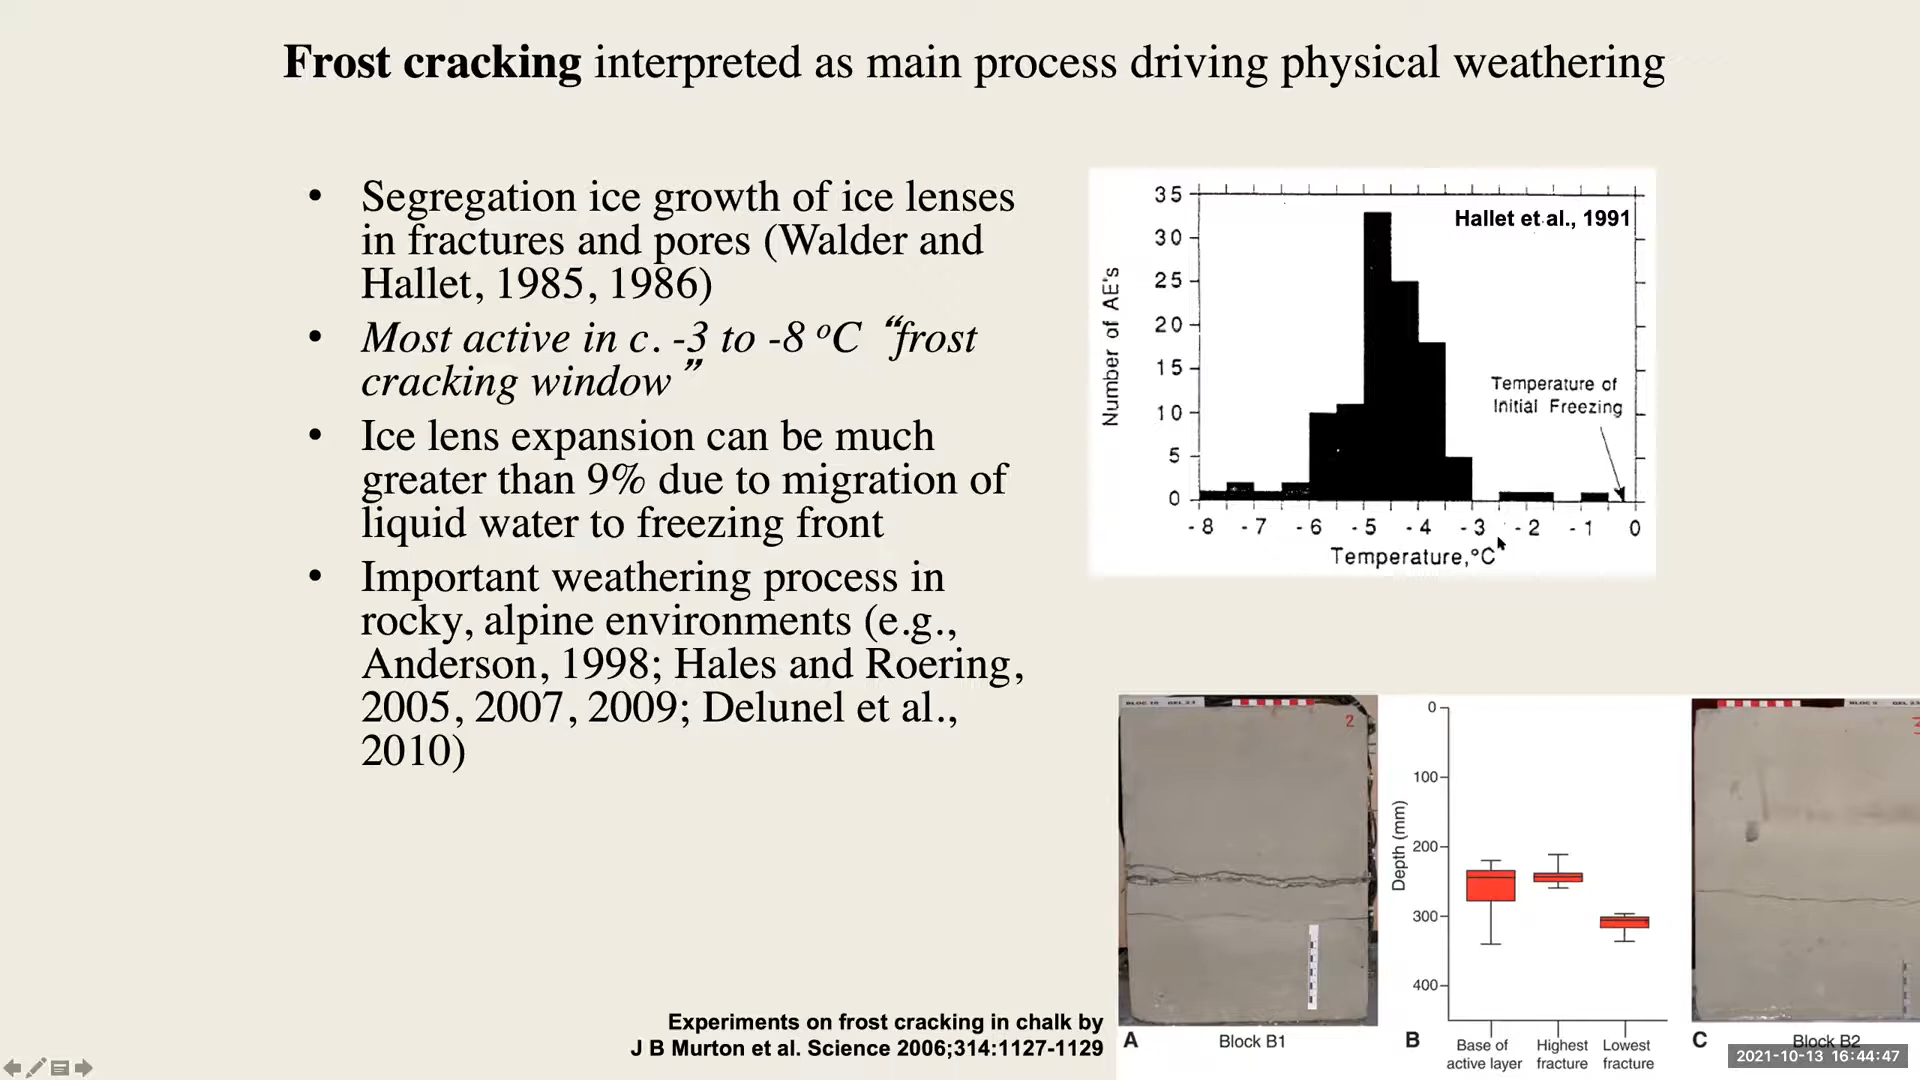 Frost cracking interpreted as main process driving physical weathering
• Segregation ice growth of ice lenses
in fractures and pores (Walder and
Hallet, 1985, 1986)
• Most active in c. -3 to -8 ºC “frost
cracking window”
• Ice lens expansion can be much
greater than 9% due to migration of
liquid water to freezing front
• Important weathering process in
rocky, alpine environments (e.g.,
Anderson, 1998; Hales and Roering,
2005, 2007, 2009; Delunel et al.,
2010)
Hallet et al., 1991
Number of AE's
35
30
25
20
15
10
5
0
Temperature of
Initial Freezing
-8 -7 -6 -5 -4 -3 -2 -1 0
Temperature,°C
Experiments on frost cracking in chalk by
J B Murton et al. Science 2006;314:1127-1129
2
A
Block B1
Depth (mm)
0
100
200
300
400
B
Base of
active layer
Highest
fracture
Lowest
fracture
C
Block B2
2021-10-13 16:44:47